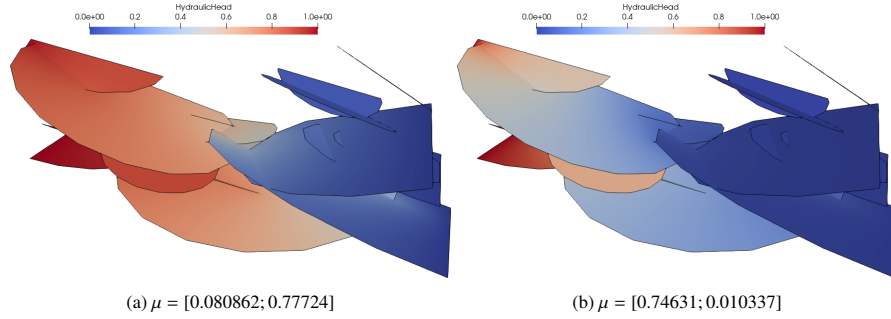 HydraulicHead
0.0e+00 0.2 0.4 0.6 0.8 1.0e+00
HydraulicHead
0.0e+00 0.2 0.4 0.6 0.8 1.0e+00
(a) μ = [0.080862; 0.77724]
(b) μ = [0.74631; 0.010337]